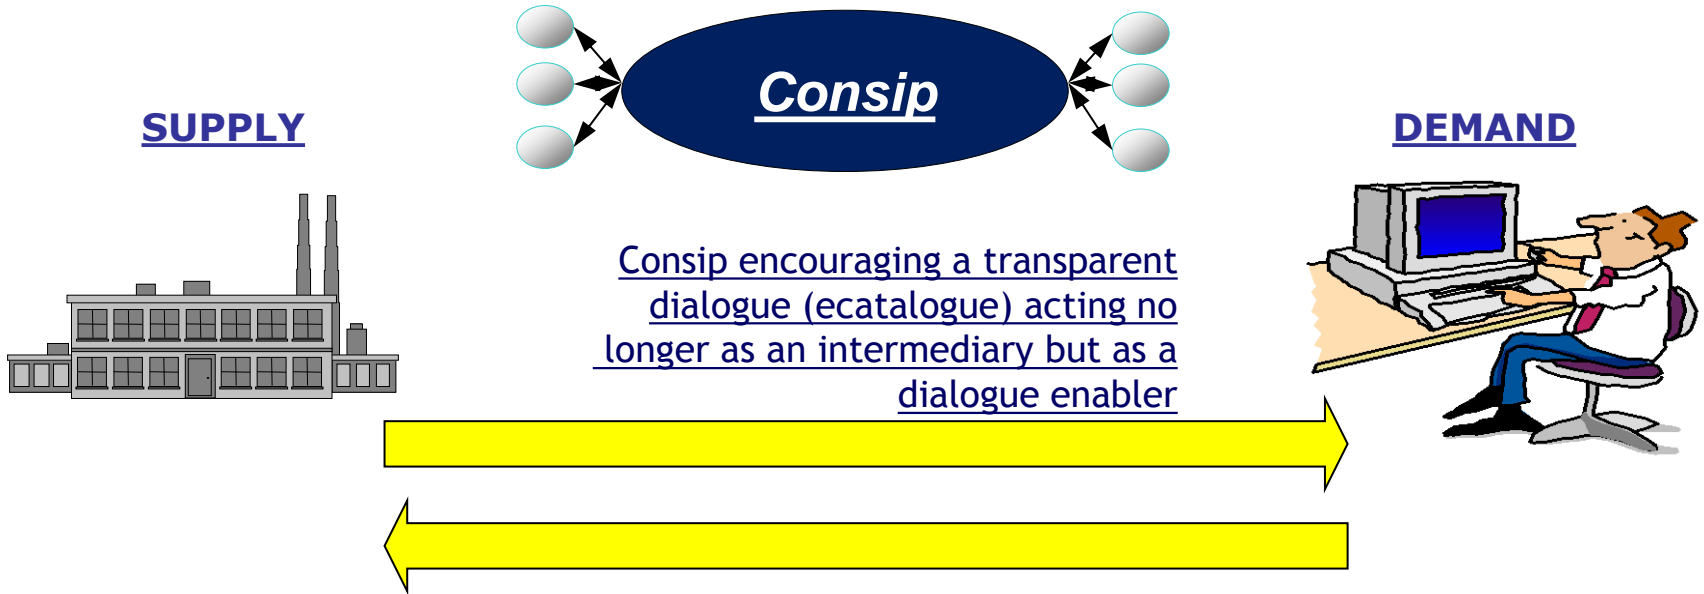 Consip
SUPPLY
DEMAND
Consip encouraging a transparent
dialogue (ecatalogue) acting no
longer as an intermediary but as a
dialogue enabler